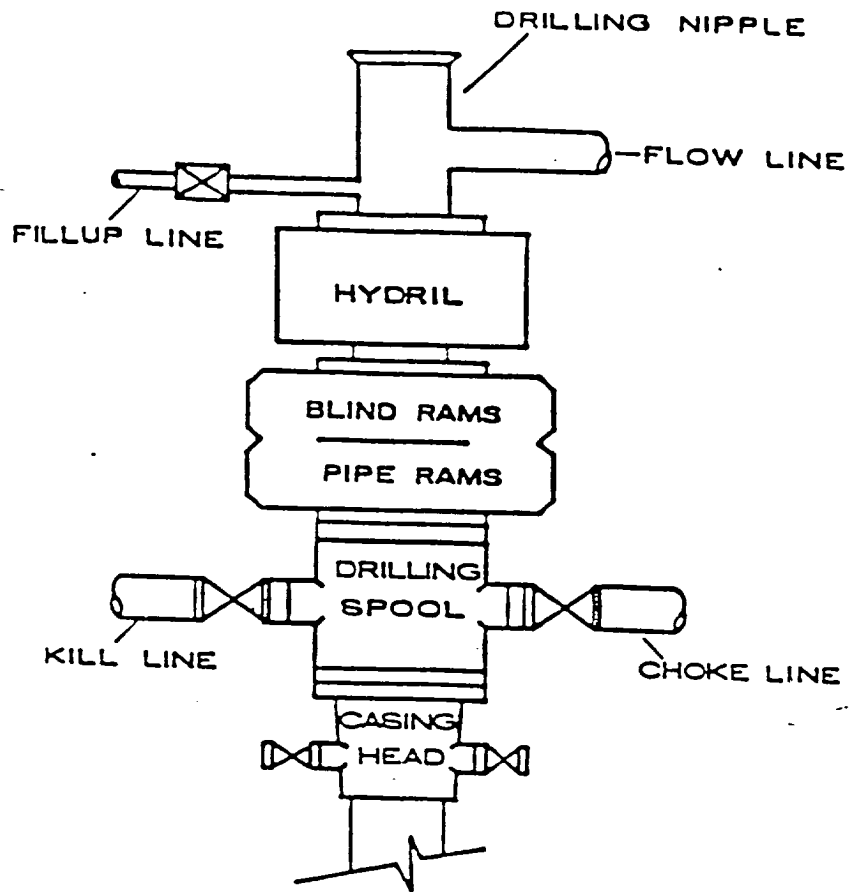 DRILLING NIPPLE
FLOW LINE
FILLUP LINE
HYDRIL
BLIND RAMS
PIPE RAMS
DRILLING
SPOOL
KILL LINE
CHOKE LINE
CASING
HEAD